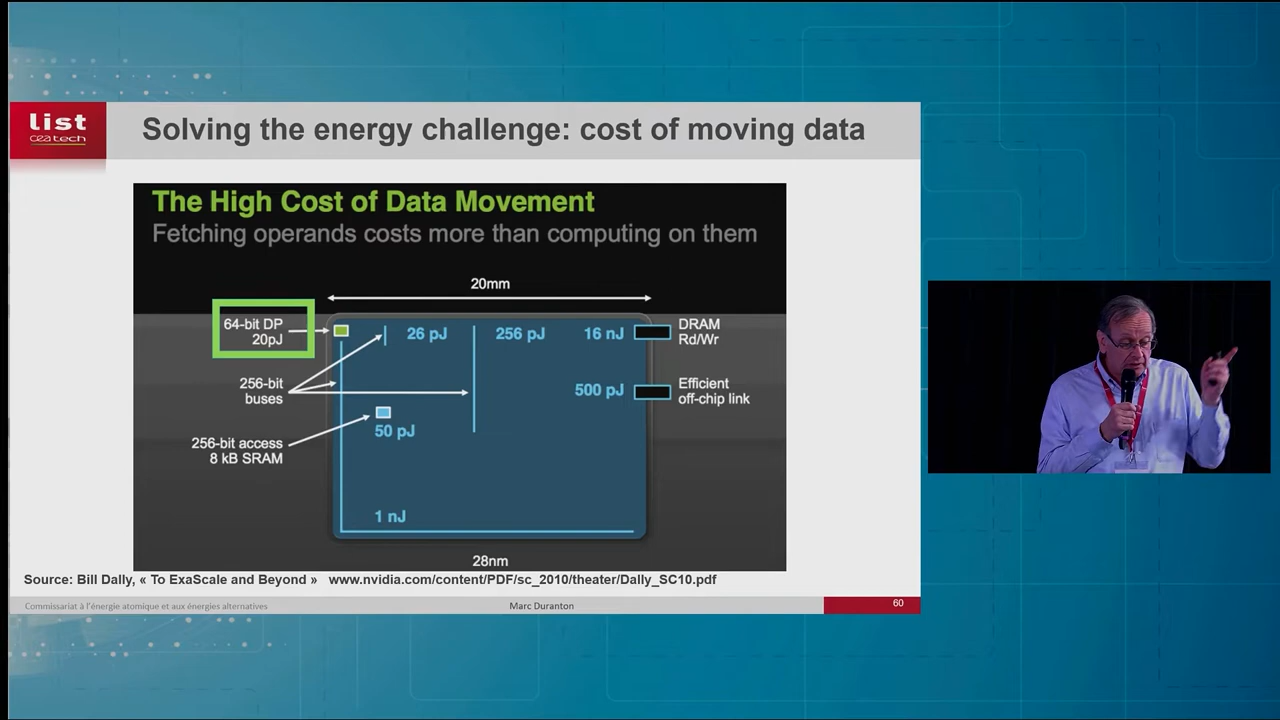 list
ceatech
Solving the energy challenge: cost of moving data
The High Cost of Data Movement
Fetching operands costs more than computing on them
20mm
64-bit DP
20pJ
26 pJ
256 pJ
16 nJ
DRAM
Rd/Wr
256-bit
buses
500 pJ
Efficient
off-chip link
50 pJ
256-bit access
8 kB SRAM
1 nJ
28nm
Source: Bill Dally, « To ExaScale and Beyond » www.nvidia.com/content/PDF/sc_2010/theater/Dally_SC10.pdf
Commissariat à l'énergie atomique et aux énergies alternatives
Marc Duranton
60